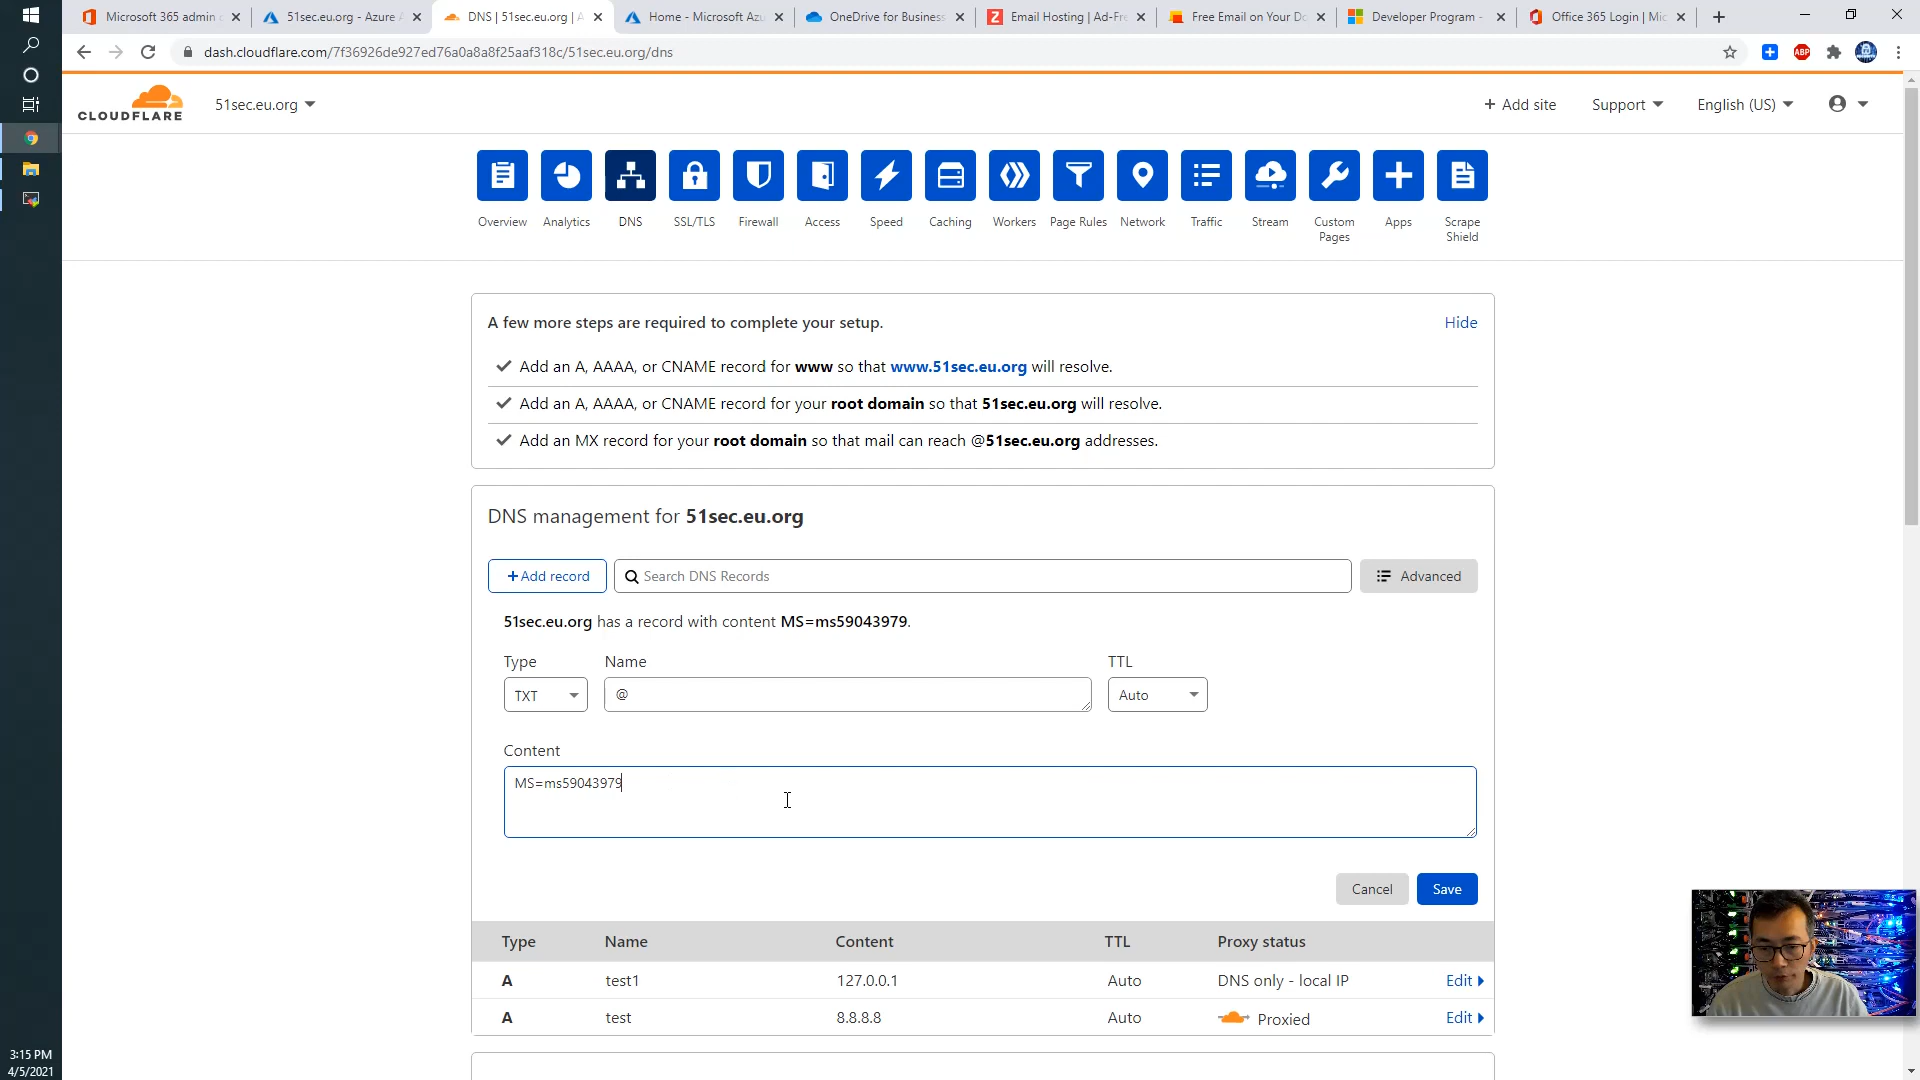 Microsoft 365 admin c
51sec.eu.org - Azure A
DNS | 51sec.eu.org | A
Home - Microsoft Azu
OneDrive for Business
Email Hosting | Ad-Fre
Free Email on Your Do
Developer Program -
Office 365 Login | Mic
dash.cloudflare.com/7f36926de927ed76a0a8a8f25aaf318c/51sec.eu.org/dns
ABP
CLOUDFLARE
51sec.eu.org
+ Add site
Support
English (US)
Overview
Analytics
DNS
SSL/TLS
Firewall
Access
Speed
Caching
Workers
Page Rules
Network
Traffic
Stream
Custom
Pages
Apps
Scrape
Shield
A few more steps are required to complete your setup.
Hide
Add an A, AAAA, or CNAME record for www so that www.51sec.eu.org will resolve.
Add an A, AAAA, or CNAME record for your root domain so that 51sec.eu.org will resolve.
Add an MX record for your root domain so that mail can reach @51sec.eu.org addresses.
DNS management for 51sec.eu.org
+Add record
Search DNS Records
Advanced
51sec.eu.org has a record with content MS=ms59043979.
Type
Name
TTL
TXT
@
Auto
Content
MS=ms59043979
Cancel
Save
Type Name Content TTL Proxy status
A test1 127.0.0.1 Auto DNS only - local IP Edit
A test 8.8.8.8 Auto Proxied Edit
3:15 PM
4/5/2021